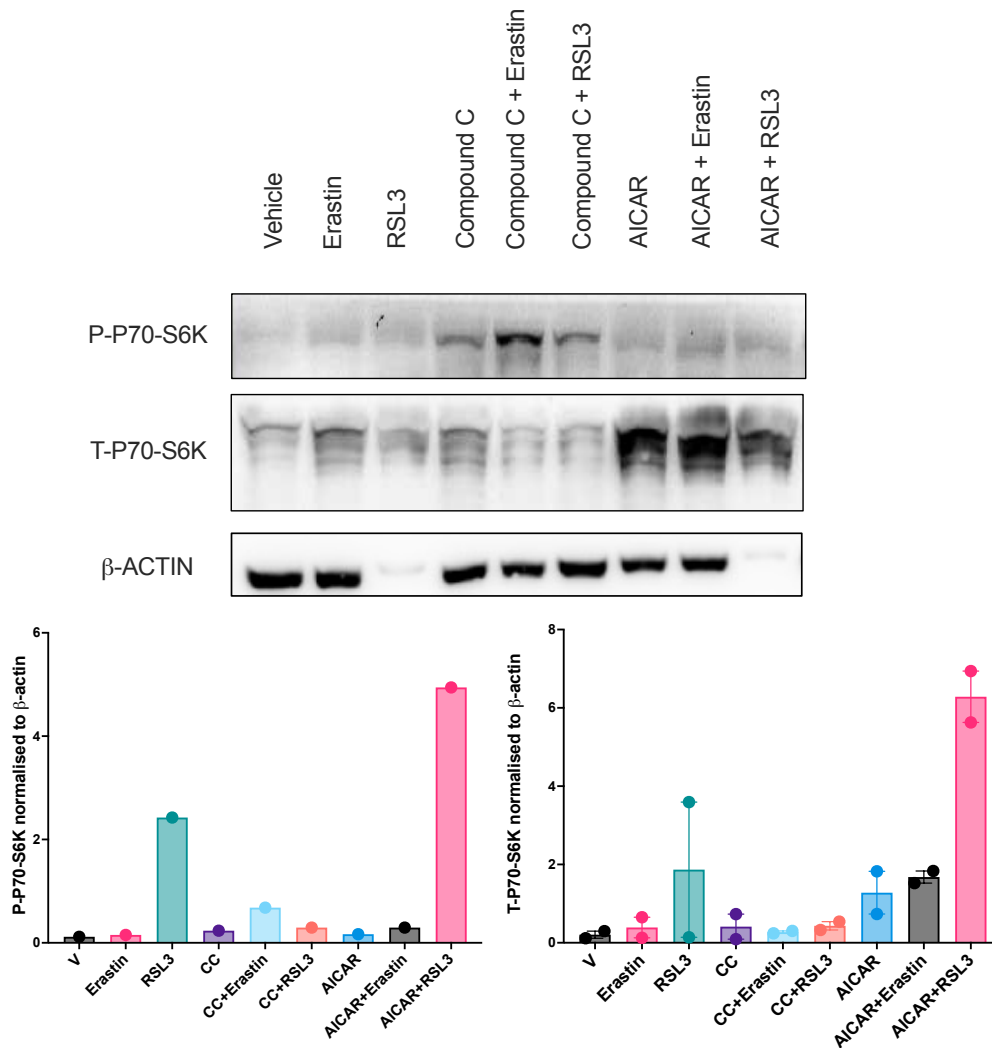 Vehicle
Erastin
RSL3
Compound C
Compound C + Erastin
Compound C + RSL3
AICAR
AICAR + Erastin
AICAR + RSL3
P-P70-S6K
T-P70-S6K
β-ACTIN
P-P70-S6K normalised to β-actin
6
4
2
0
V
Erastin
RSL3
CC
CC+Erastin
CC+RSL3
AICAR
AICAR+Erastin
AICAR+RSL3
T-P70-S6K normalised to β-actin
8
6
4
2
0
V
Erastin
RSL3
CC
CC+Erastin
CC+RSL3
AICAR
AICAR+Erastin
AICAR+RSL3